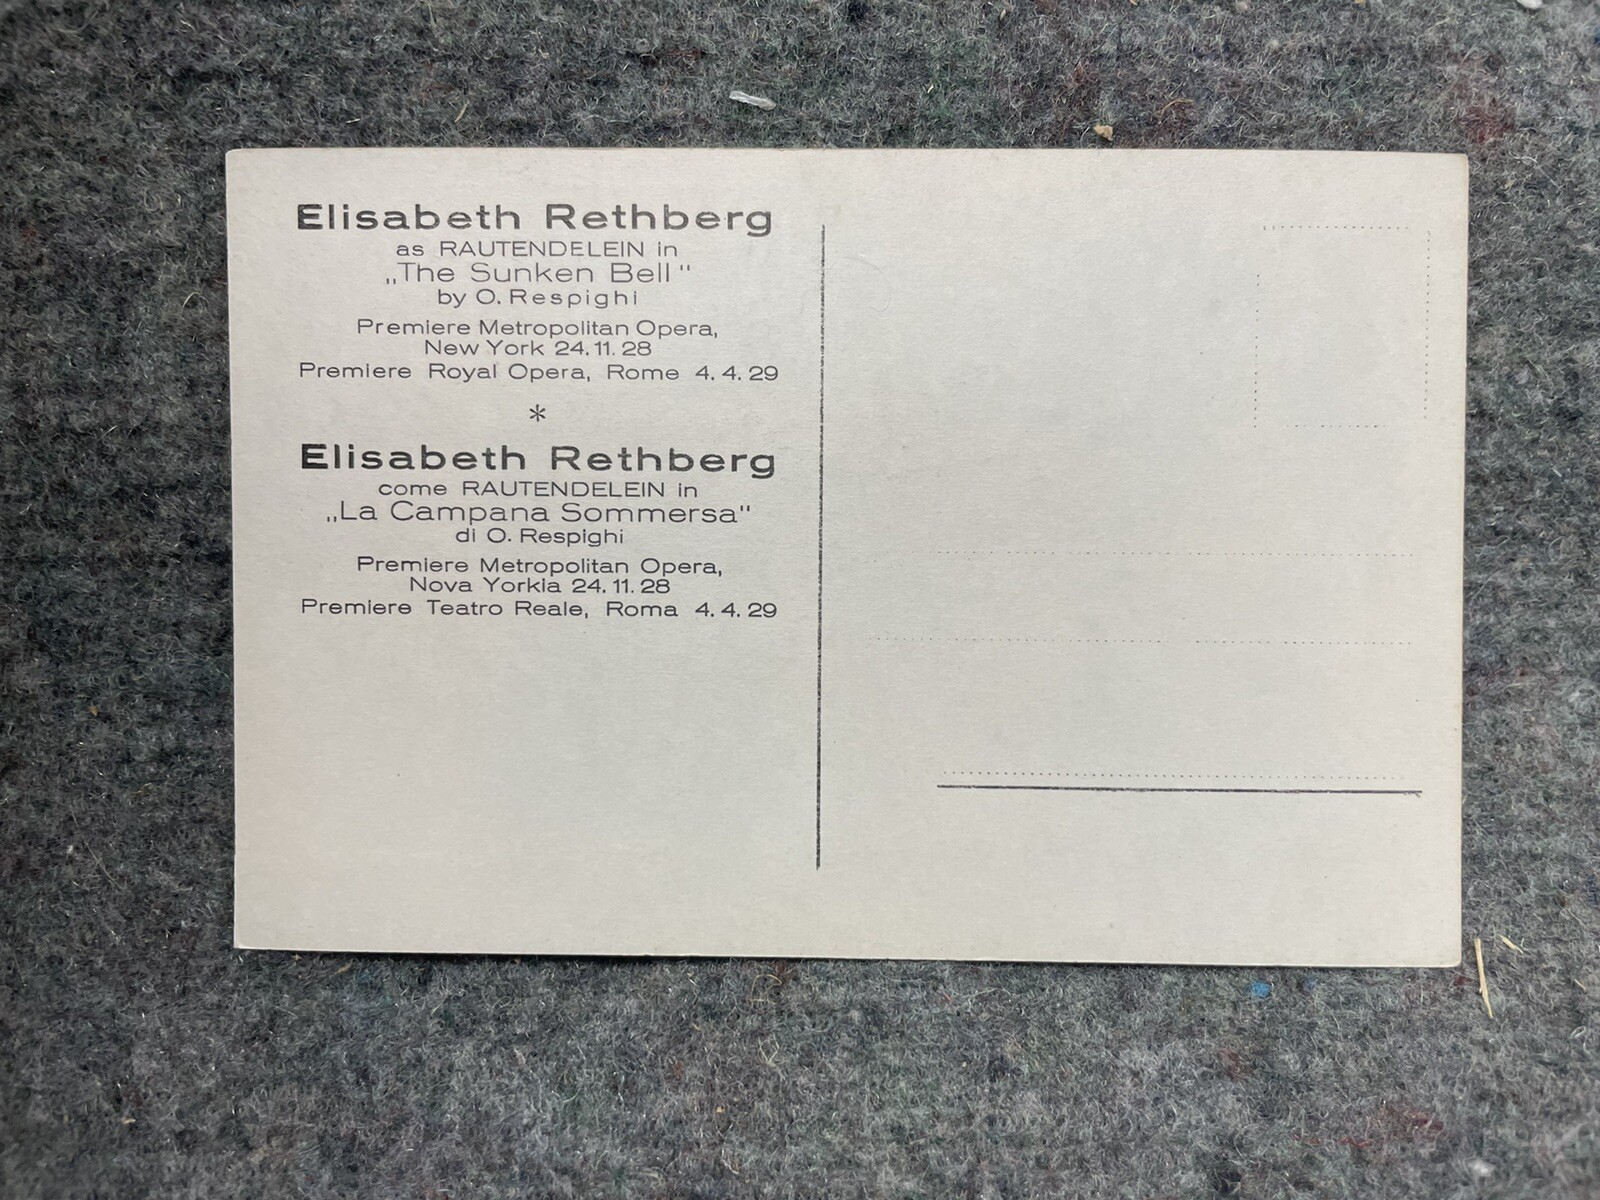 Elisabeth Rethberg
as RAUTENDELEIN in
„The Sunken Bell"
by O. Respighi
Premiere Metropolitan Opera,
New York 24. 11. 28
Premiere Royal Opera, Rome 4. 4. 29
*
Elisabeth Rethberg
come RAUTENDELEIN in
„La Campana Sommersa"
di O. Respighi
Premiere Metropolitan Opera,
Nova Yorkia 24. 11. 28
Premiere Teatro Reale, Roma 4. 4. 29